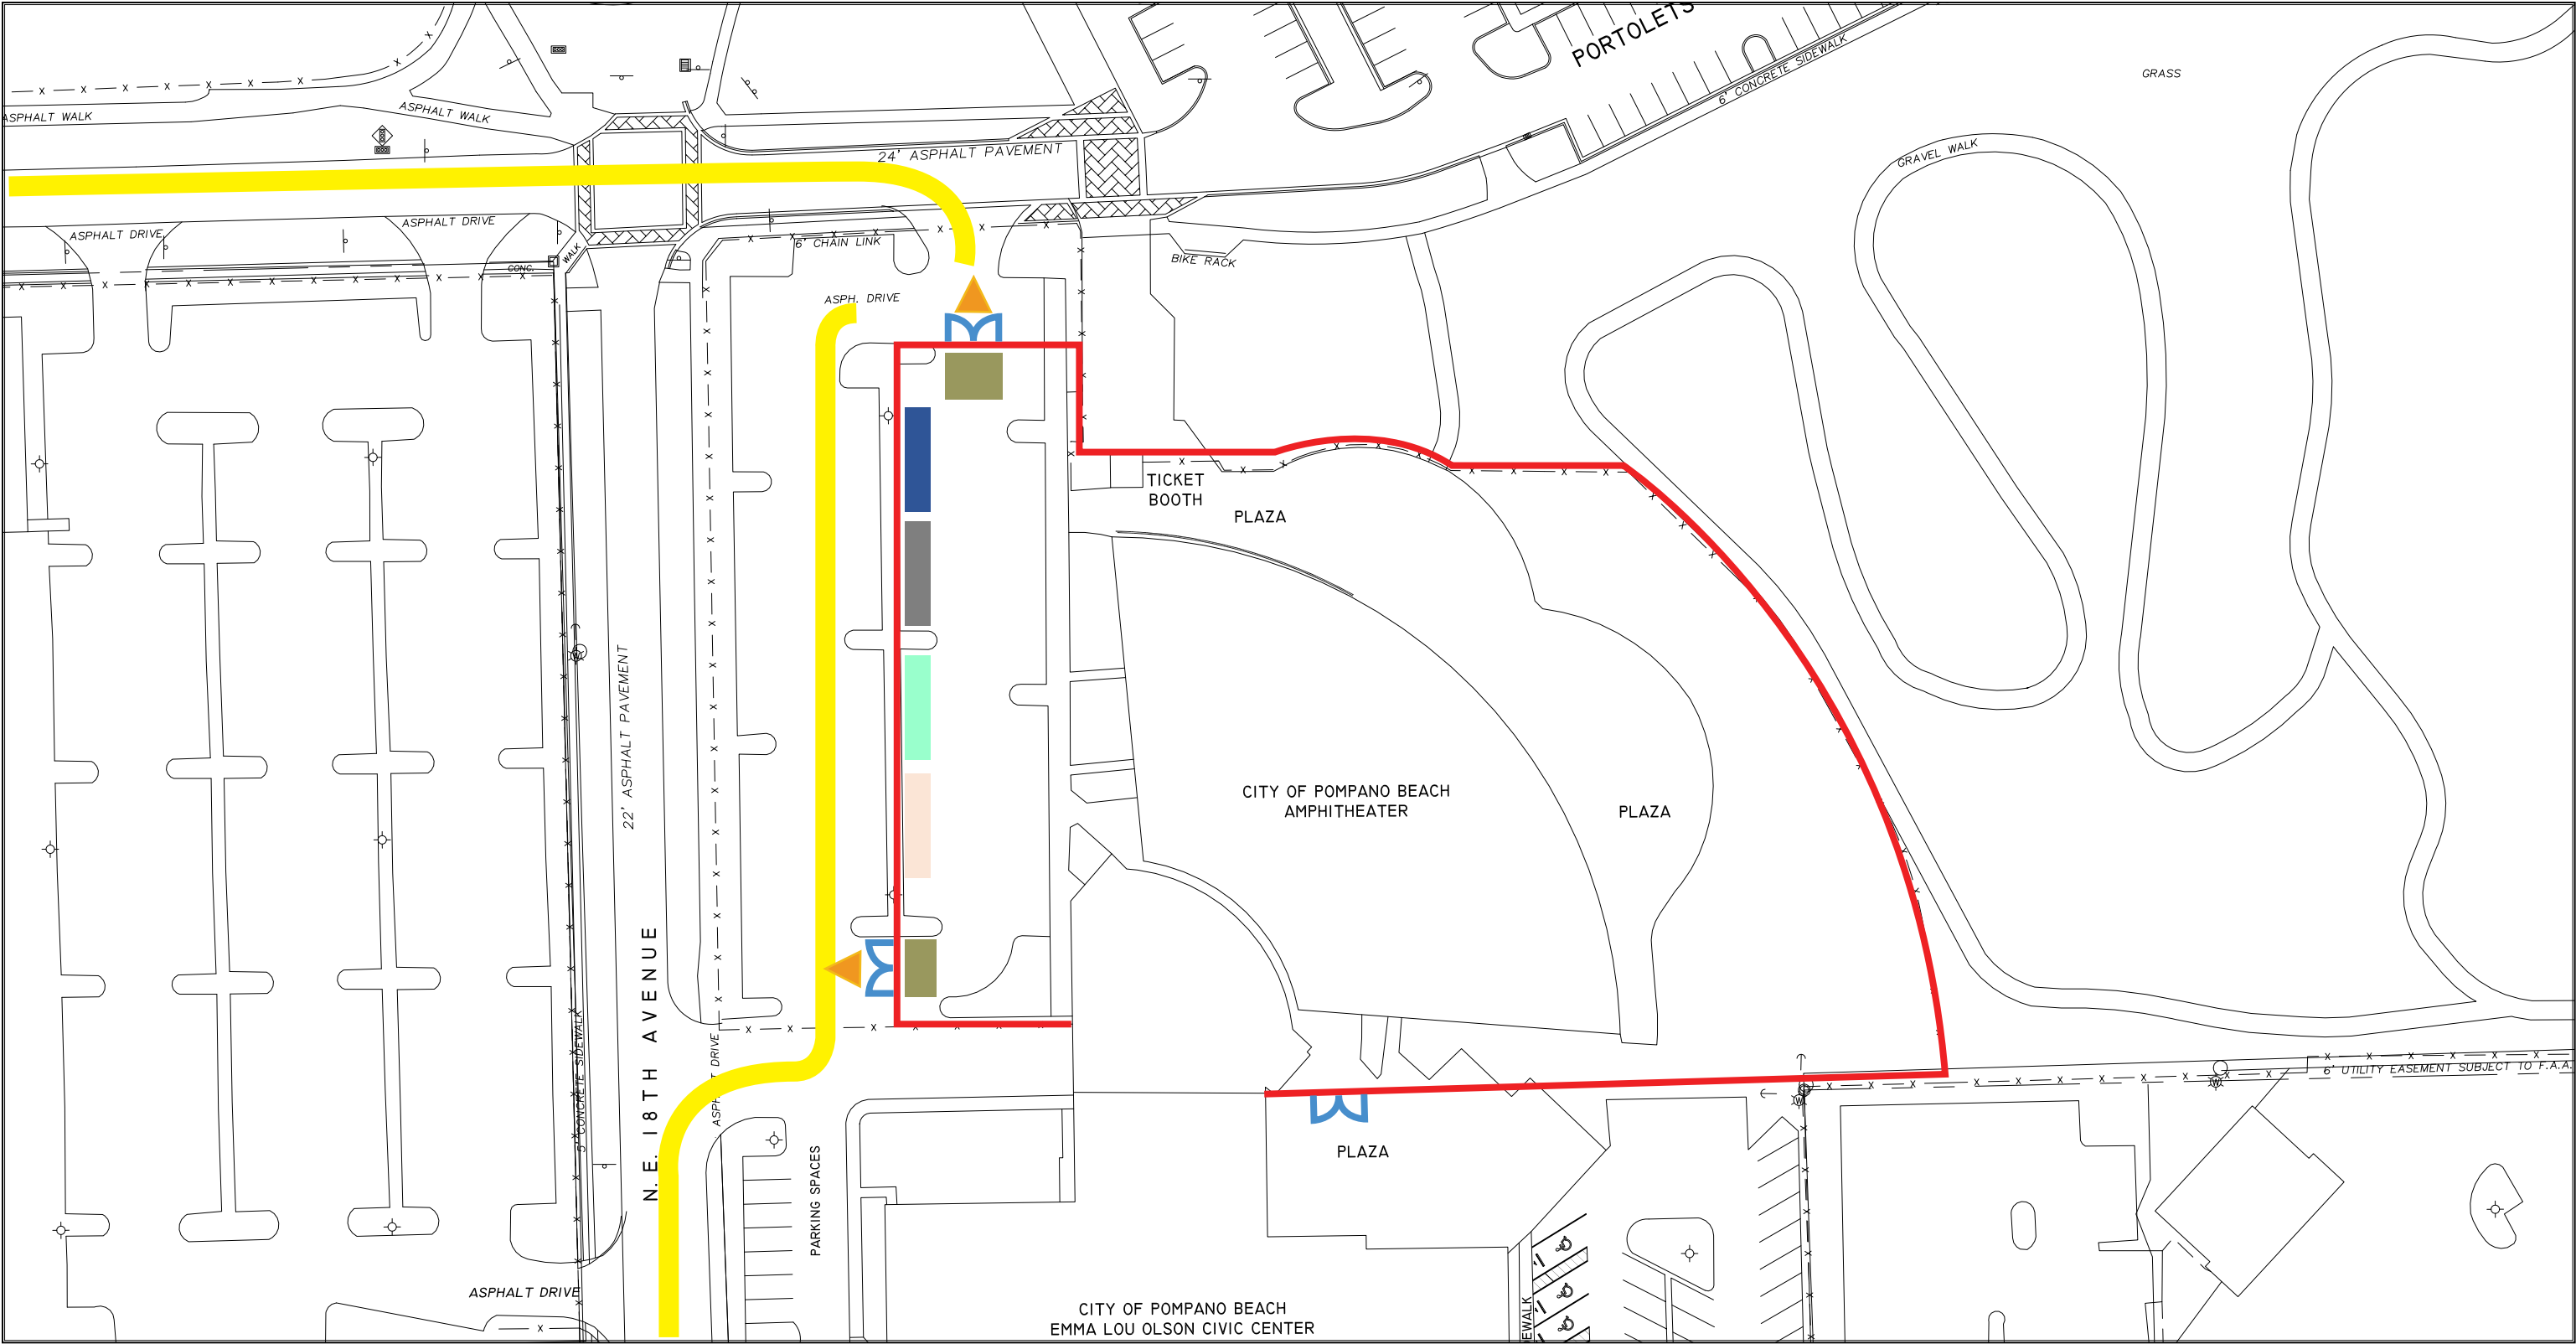 PORTOLETS
6' CONCRETE SIDEWALK
GRASS
ASPHALT WALK
ASPHALT WALK
24' ASPHALT PAVEMENT
GRAVEL WALK
ASPHALT DRIVE
ASPHALT DRIVE
6' CHAIN LINK
WALK
CONC.
BIKE RACK
ASPH. DRIVE
TICKET
BOOTH
PLAZA
22' ASPHALT PAVEMENT
CITY OF POMPANO BEACH
AMPHITHEATER
PLAZA
N.E. 18TH AVENUE
5' CONCRETE SIDEWALK
ASPH. DRIVE
6' UTILITY EASEMENT SUBJECT TO F.A.A.
PARKING SPACES
PLAZA
ASPHALT DRIVE
CITY OF POMPANO BEACH
EMMA LOU OLSON CIVIC CENTER